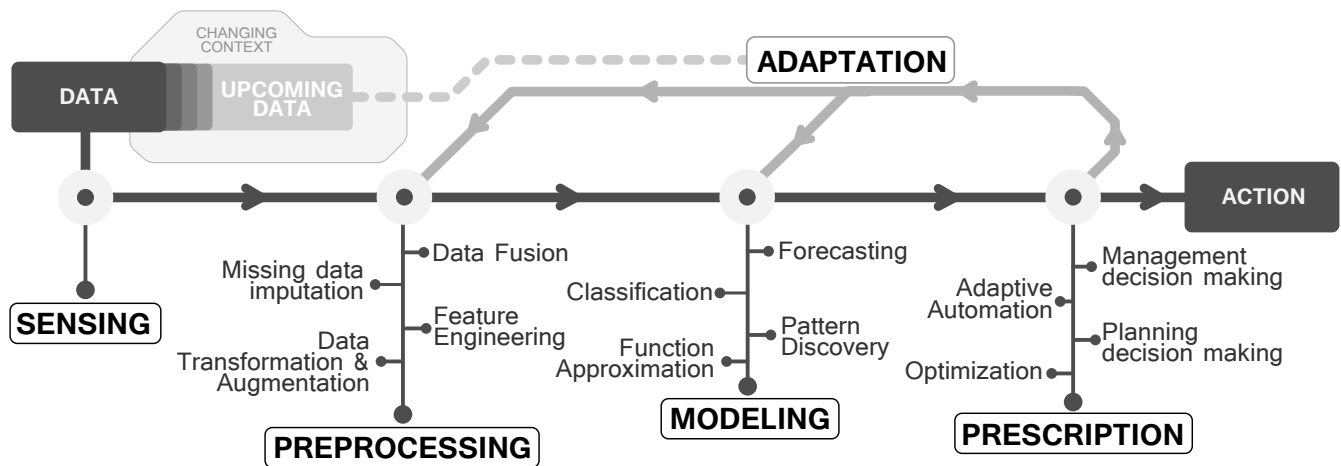 CHANGING
CONTEXT
DATA
UPCOMING
DATA
ADAPTATION
ACTION
SENSING
Data Fusion
Missing data
imputation
Feature
Engineering
Data
Transformation &
Augmentation
PREPROCESSING
Forecasting
Classification
Pattern
Discovery
Function
Approximation
MODELING
Management
decision making
Adaptive
Automation
Planning
decision making
Optimization
PRESCRIPTION